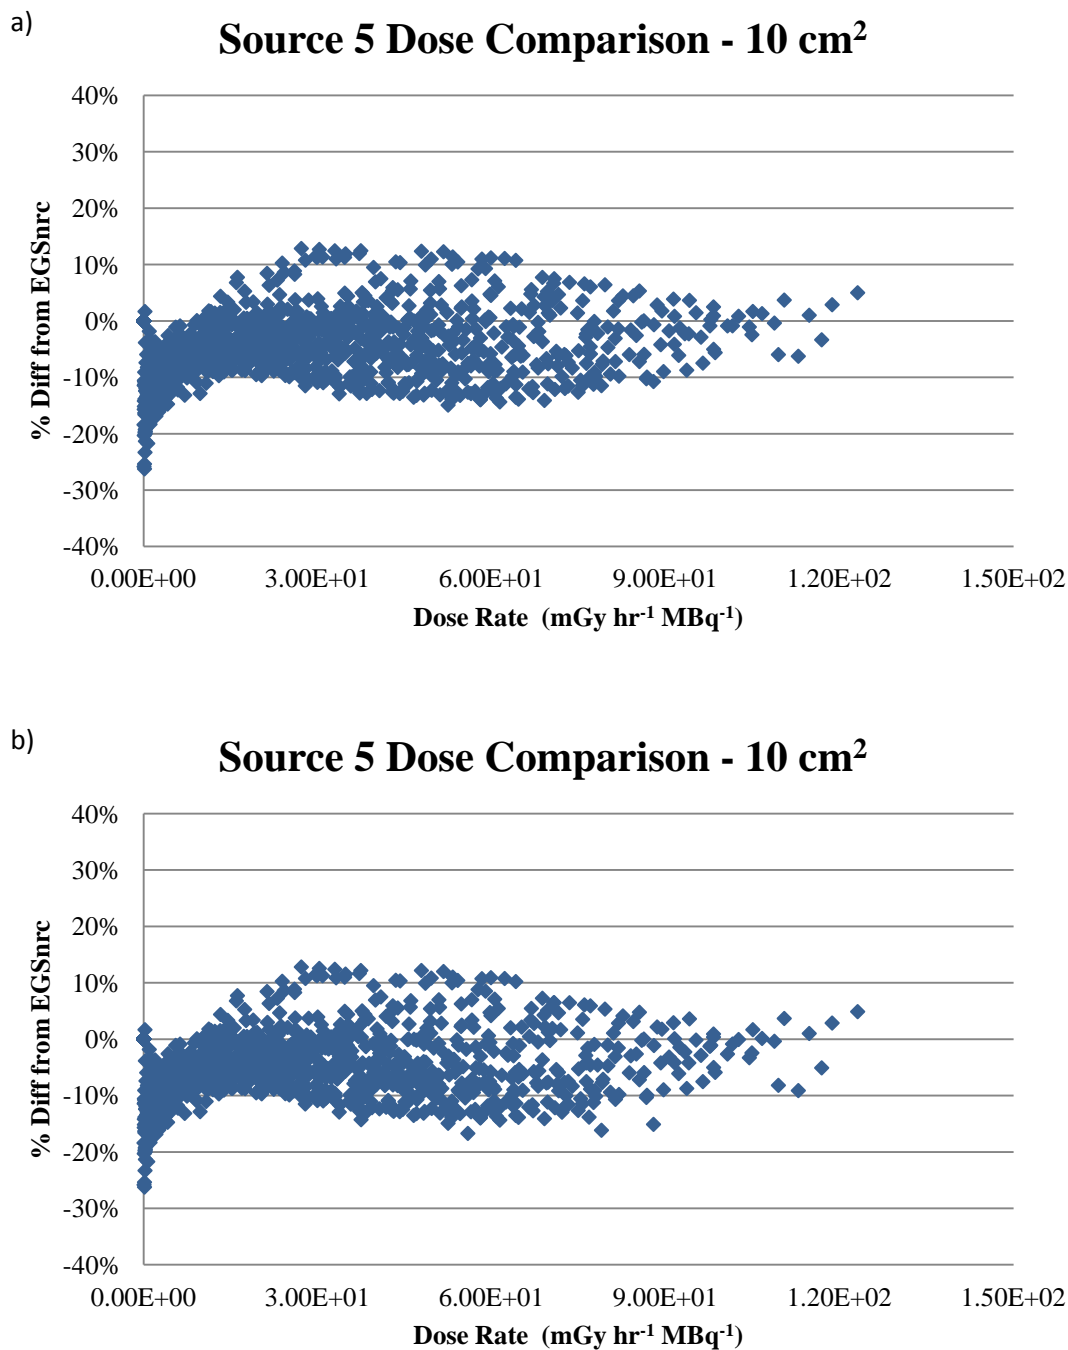 a)
Source 5 Dose Comparison - 10 cm²
40%
30%
20%
10%
0%
-10%
-20%
-30%
-40%
% Diff from EGSnrc
0.00E+00 3.00E+01 6.00E+01 9.00E+01 1.20E+02 1.50E+02
Dose Rate (mGy hr⁻¹ MBq⁻¹)
b)
Source 5 Dose Comparison - 10 cm²
40%
30%
20%
10%
0%
-10%
-20%
-30%
-40%
% Diff from EGSnrc
0.00E+00 3.00E+01 6.00E+01 9.00E+01 1.20E+02 1.50E+02
Dose Rate (mGy hr⁻¹ MBq⁻¹)